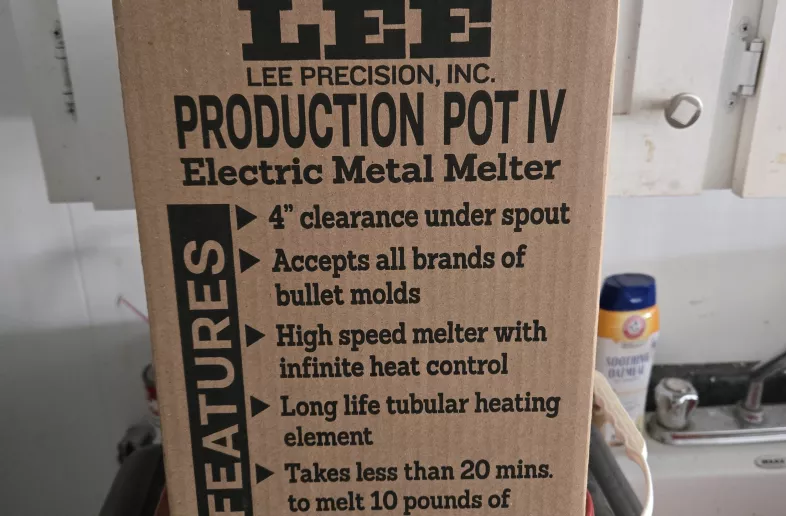 LEE
LEE PRECISION, INC.
PRODUCTION POT IV
Electric Metal Melter
FEATURES
4” clearance under spout
Accepts all brands of
bullet molds
High speed melter with
infinite heat control
Long life tubular heating
element
Takes less than 20 mins.
to melt 10 pounds of
SOOTHING
OATMEAL